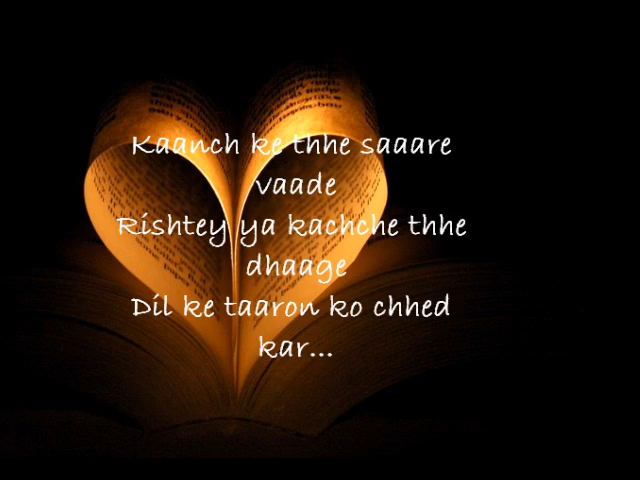 Kaanch ke thhe saaare
vaade
Rishtey ya kachche thhe
dhaage
Dil ke taaron ko chhed
kar...